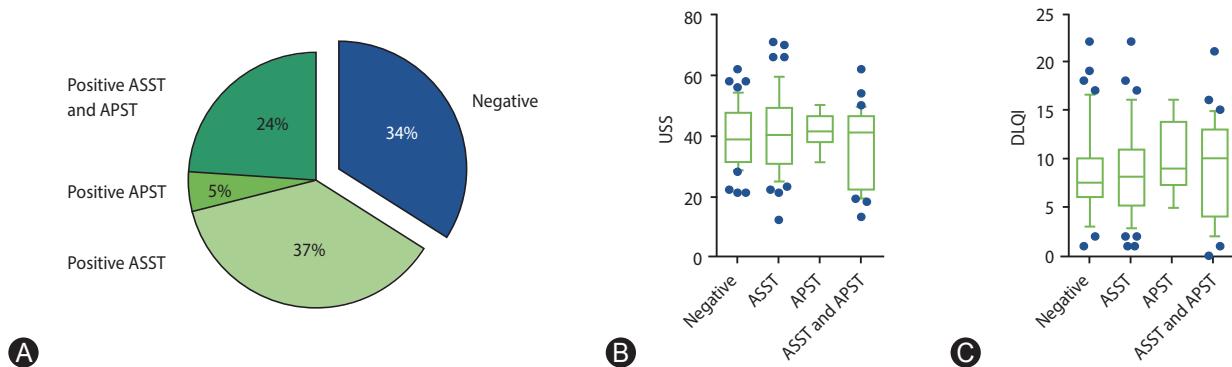 Positive ASST
and APST
24%
Negative
34%
Positive APST
5%
Positive ASST
37%
A
USS
80
60
40
20
0
Negative
ASST
APST
ASST and APST
B
DLQI
25
20
15
10
5
0
Negative
ASST
APST
ASST and APST
C